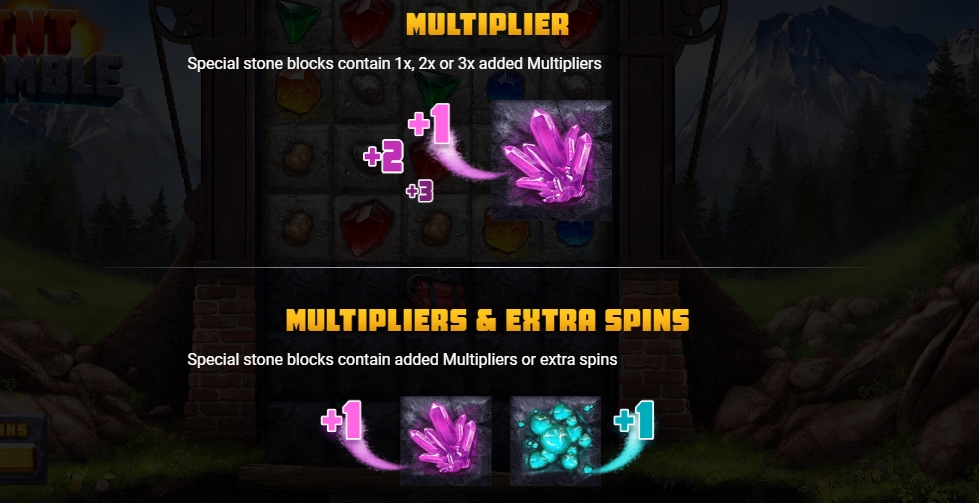 MULTIPLIER
TNT
Special stone blocks contain 1x, 2x or 3x added Multipliers
+1
+2
+3
MULTIPLIERS & EXTRA SPINS
Special stone blocks contain added Multipliers or extra spins
+1
+1